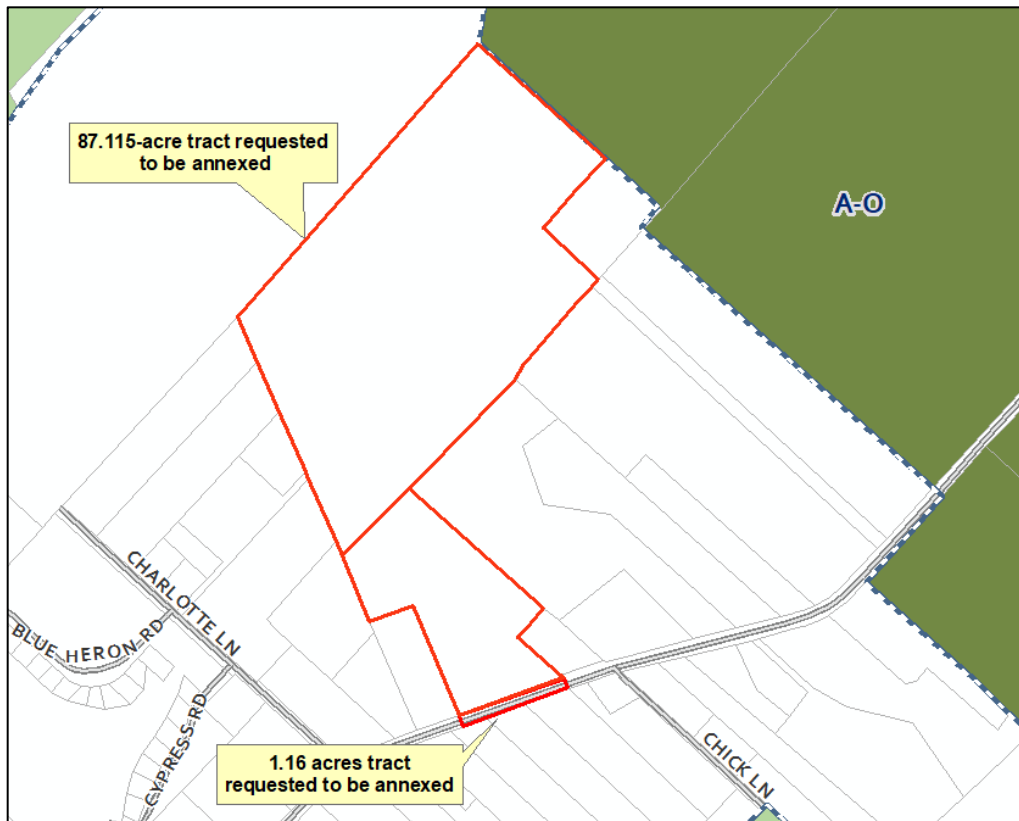 87.115-acre tract requested
to be annexed
A-O
CHARLOTTE LN
BLUE HERON RD
CYPRESS RD
CHICK LN
1.16 acres tract
requested to be annexed